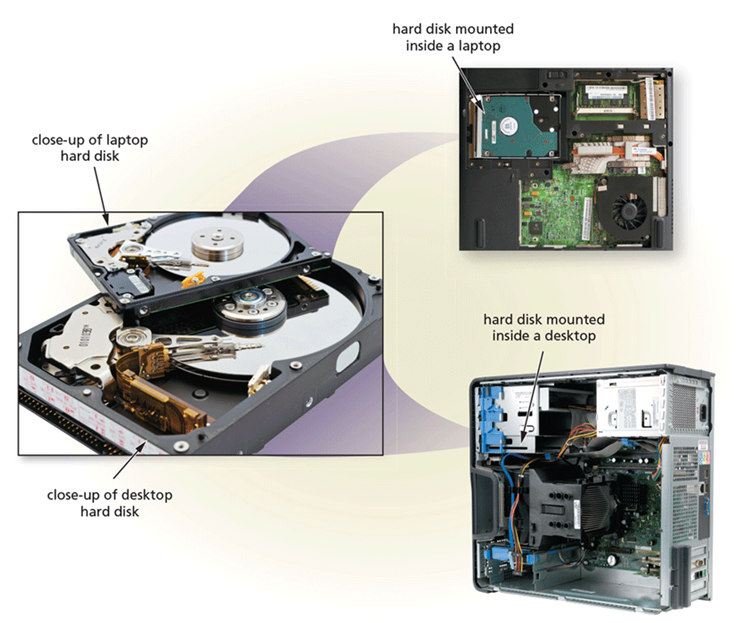 hard disk mounted
inside a laptop
close-up of laptop
hard disk
hard disk mounted
inside a desktop
close-up of desktop
hard disk